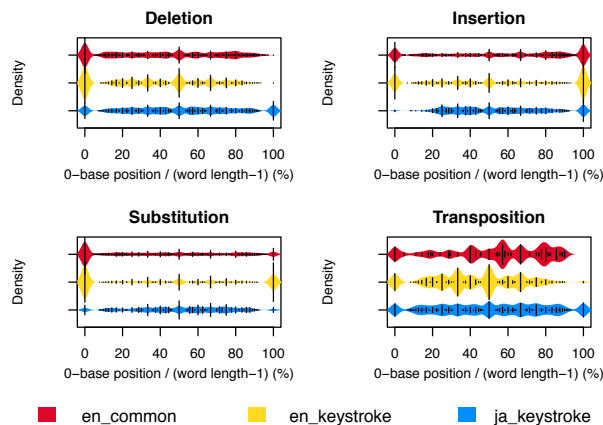 Deletion
Density
0 20 40 60 80 100
0-base position / (word length-1) (%)
Insertion
Density
0 20 40 60 80 100
0-base position / (word length-1) (%)
Substitution
Density
0 20 40 60 80 100
0-base position / (word length-1) (%)
Transposition
Density
0 20 40 60 80 100
0-base position / (word length-1) (%)
en_common en_keystroke ja_keystroke